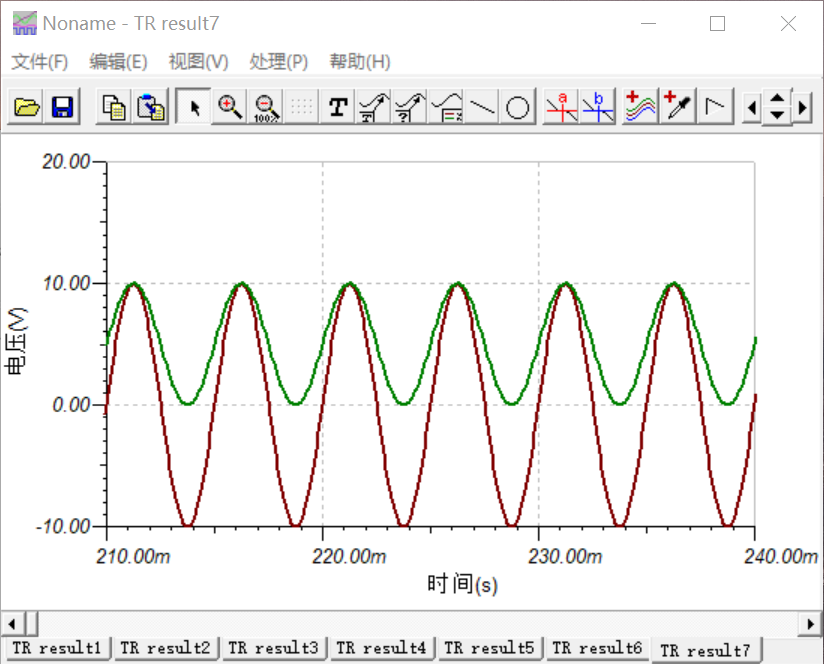 Noname - TR result7
文件(F) 编辑(E) 视图(V) 处理(P) 帮助(H)
100% T T ? a b
20.00
10.00
电压(V)
0.00
-10.00
210.00m 220.00m 230.00m 240.00m
时间(s)
TR result1 TR result2 TR result3 TR result4 TR result5 TR result6 TR result7